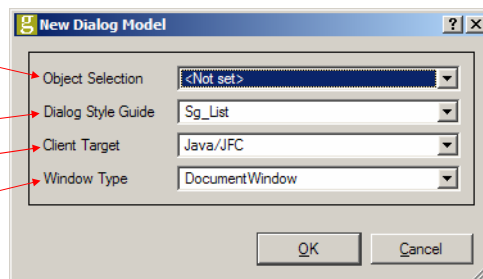 g New Dialog Model ? ×
Object Selection <Not set>
Dialog Style Guide Sg_List
Client Target Java/JFC
Window Type DocumentWindow
OK Cancel